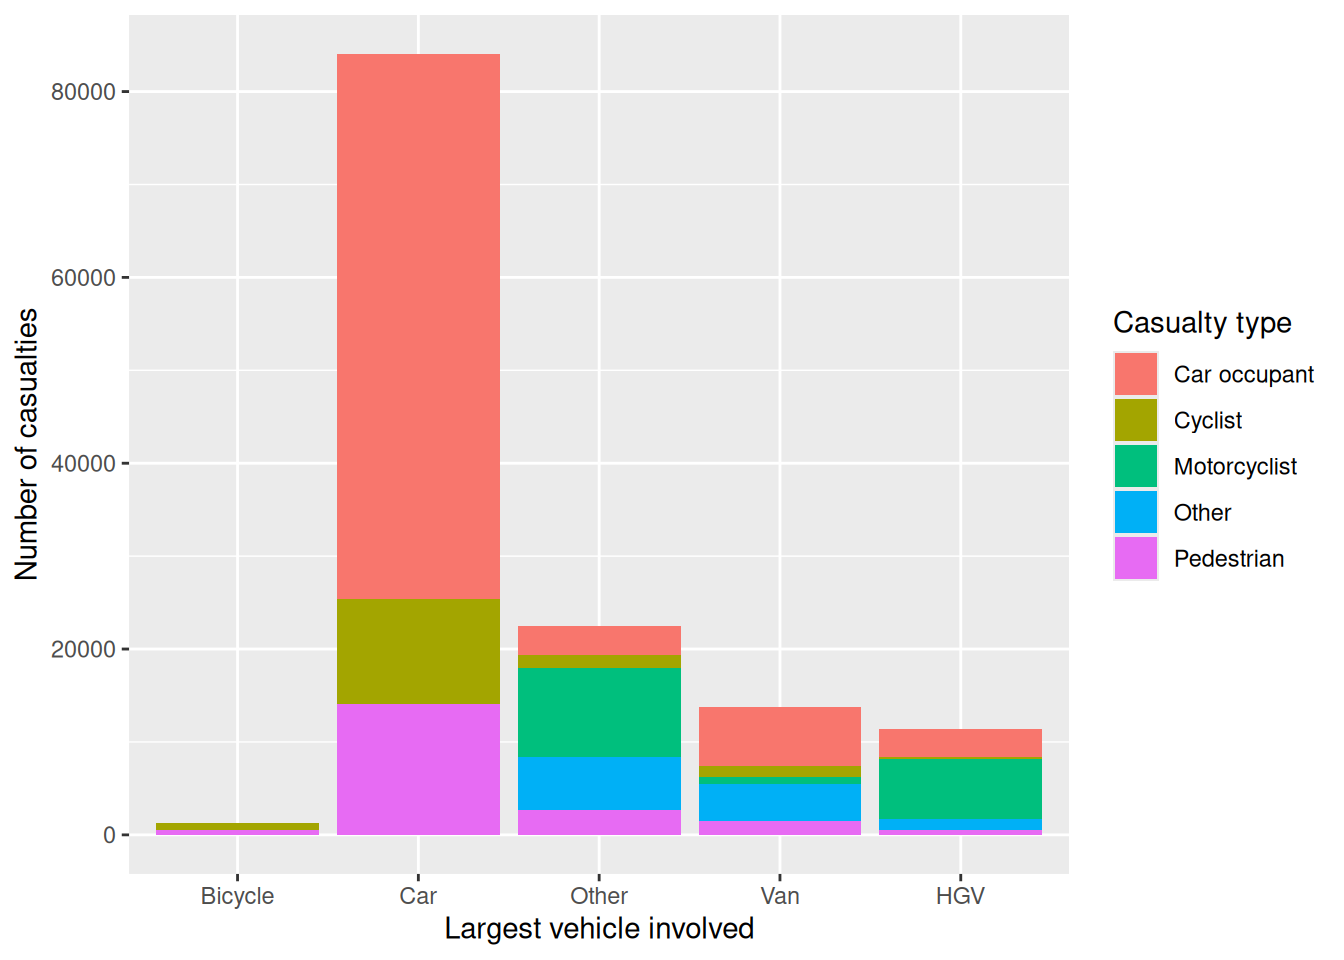 Number of casualties
80000
60000
40000
20000
0
Bicycle Car Other Van HGV
Largest vehicle involved
Casualty type
Car occupant
Cyclist
Motorcyclist
Other
Pedestrian